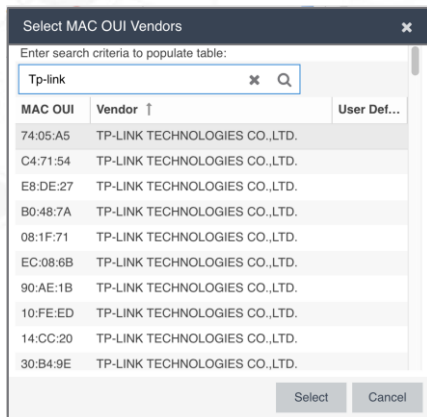 Select MAC OUI Vendors
Enter search criteria to populate table:
Tp-link
MAC OUI Vendor ↑ User Def...
74:05:A5 TP-LINK TECHNOLOGIES CO.,LTD.
C4:71:54 TP-LINK TECHNOLOGIES CO.,LTD.
E8:DE:27 TP-LINK TECHNOLOGIES CO.,LTD.
B0:48:7A TP-LINK TECHNOLOGIES CO.,LTD.
08:1F:71 TP-LINK TECHNOLOGIES CO.,LTD.
EC:08:6B TP-LINK TECHNOLOGIES CO.,LTD.
90:AE:1B TP-LINK TECHNOLOGIES CO.,LTD.
10:FE:ED TP-LINK TECHNOLOGIES CO.,LTD.
14:CC:20 TP-LINK TECHNOLOGIES CO.,LTD.
30:B4:9E TP-LINK TECHNOLOGIES CO.,LTD.
Select Cancel